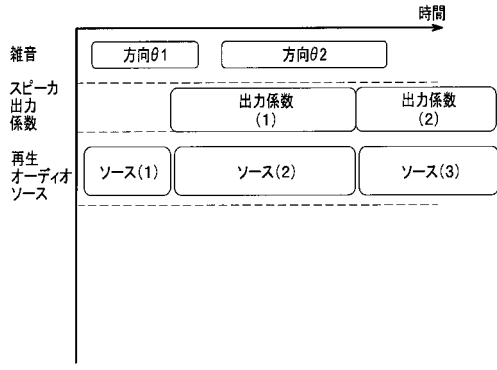 時間
雑音
方向θ1
方向θ2
スピーカ
出力
係数
出力係数
(1)
出力係数
(2)
再生
オーディオ
ソース
ソース(1)
ソース(2)
ソース(3)